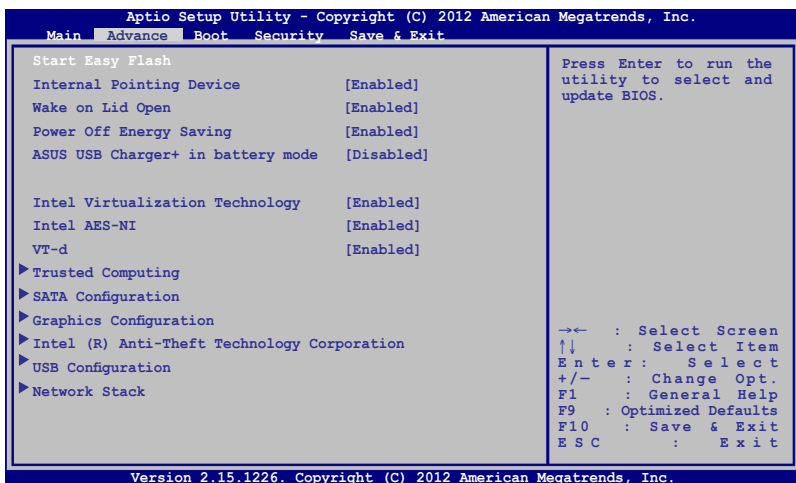 Aptio Setup Utility - Copyright (C) 2012 American Megatrends, Inc.
Main Advance Boot Security Save & Exit
Start Easy Flash
Internal Pointing Device [Enabled]
Wake on Lid Open [Enabled]
Power Off Energy Saving [Enabled]
ASUS USB Charger+ in battery mode [Disabled]
Intel Virtualization Technology [Enabled]
Intel AES-NI [Enabled]
VT-d [Enabled]
Trusted Computing
SATA Configuration
Graphics Configuration
Intel (R) Anti-Theft Technology Corporation
USB Configuration
Network Stack
Press Enter to run the
utility to select and
update BIOS.
→← : Select Screen
↑↓ : Select Item
Enter: Select
+/— : Change Opt.
F1 : General Help
F9 : Optimized Defaults
F10 : Save & Exit
ESC : Exit
Version 2.15.1226. Copyright (C) 2012 American Megatrends, Inc.